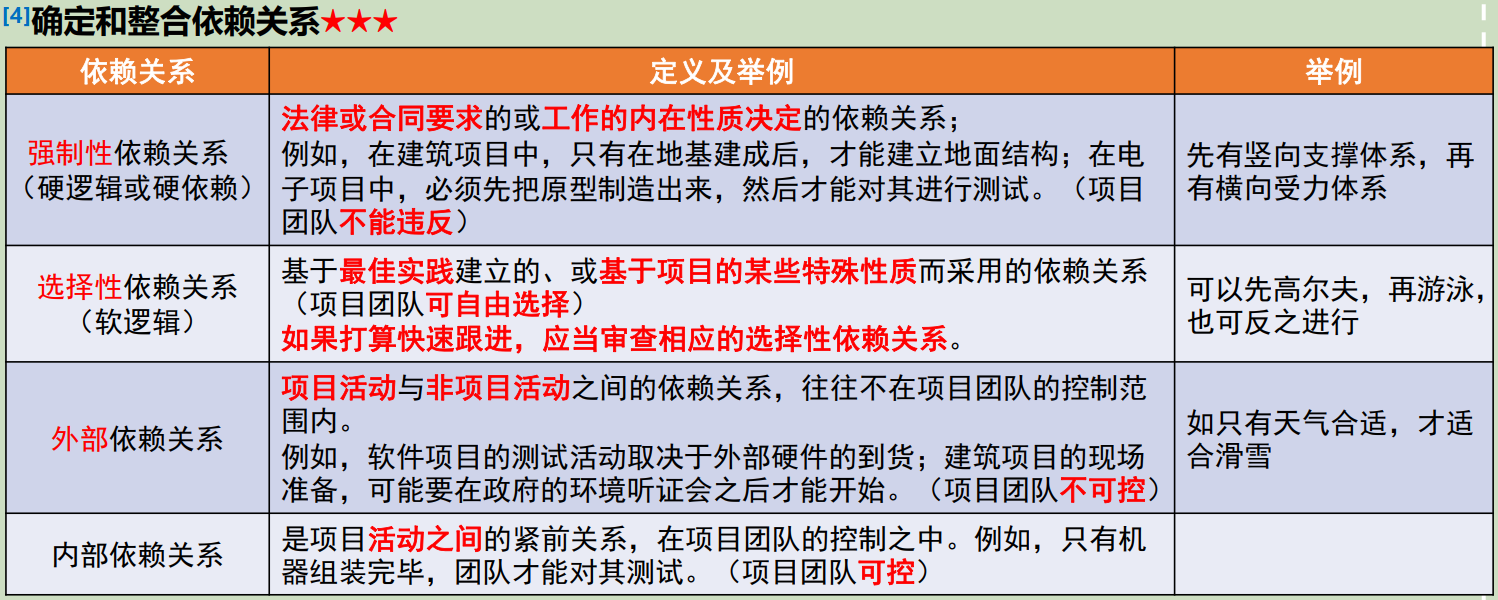 [4]确定和整合依赖关系★★★
依赖关系
定义及举例
举例
强制性依赖关系
（硬逻辑或硬依赖）
法律或合同要求的或工作的内在性质决定的依赖关系；
例如，在建筑项目中，只有在地基建成后，才能建立地面结构；在电
子项目中，必须先把原型制造出来，然后才能对其进行测试。（项目
团队不能违反）
先有竖向支撑体系，再
有横向受力体系
选择性依赖关系
（软逻辑）
基于最佳实践建立的、或基于项目的某些特殊性质而采用的依赖关系
（项目团队可自由选择）
如果打算快速跟进，应当审查相应的选择性依赖关系。
可以先高尔夫，再游泳，
也可反之进行
外部依赖关系
项目活动与非项目活动之间的依赖关系，往往不在项目团队的控制范
围内。
例如，软件项目的测试活动取决于外部硬件的到货；建筑项目的现场
准备，可能要在政府的环境听证会之后才能开始。（项目团队不可控）
如只有天气合适，才适
合滑雪
内部依赖关系
是项目活动之间的紧前关系，在项目团队的控制之中。例如，只有机
器组装完毕，团队才能对其测试。（项目团队可控）